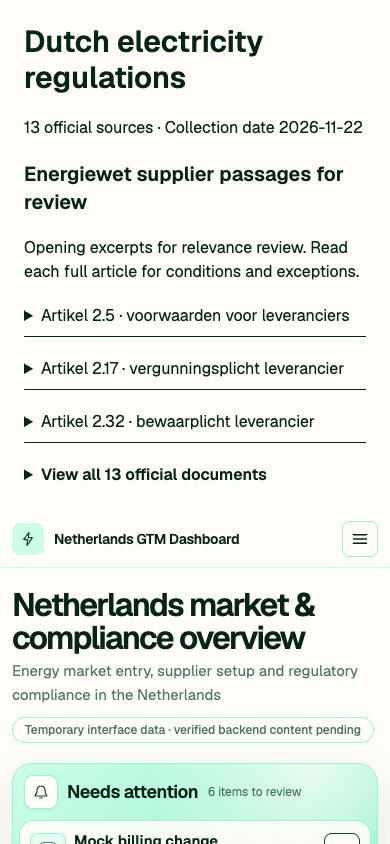 Dutch electricity
regulations
13 official sources · Collection date 2026-11-22
Energiewet supplier passages for
review
Opening excerpts for relevance review. Read
each full article for conditions and exceptions.
Artikel 2.5 · voorwaarden voor leveranciers
Artikel 2.17 · vergunningsplicht leverancier
Artikel 2.32 · bewaarplicht leverancier
View all 13 official documents
Netherlands GTM Dashboard
Netherlands market &
compliance overview
Energy market entry, supplier setup and regulatory
compliance in the Netherlands
Temporary interface data · verified backend content pending
Needs attention 6 items to review
Mock billing change